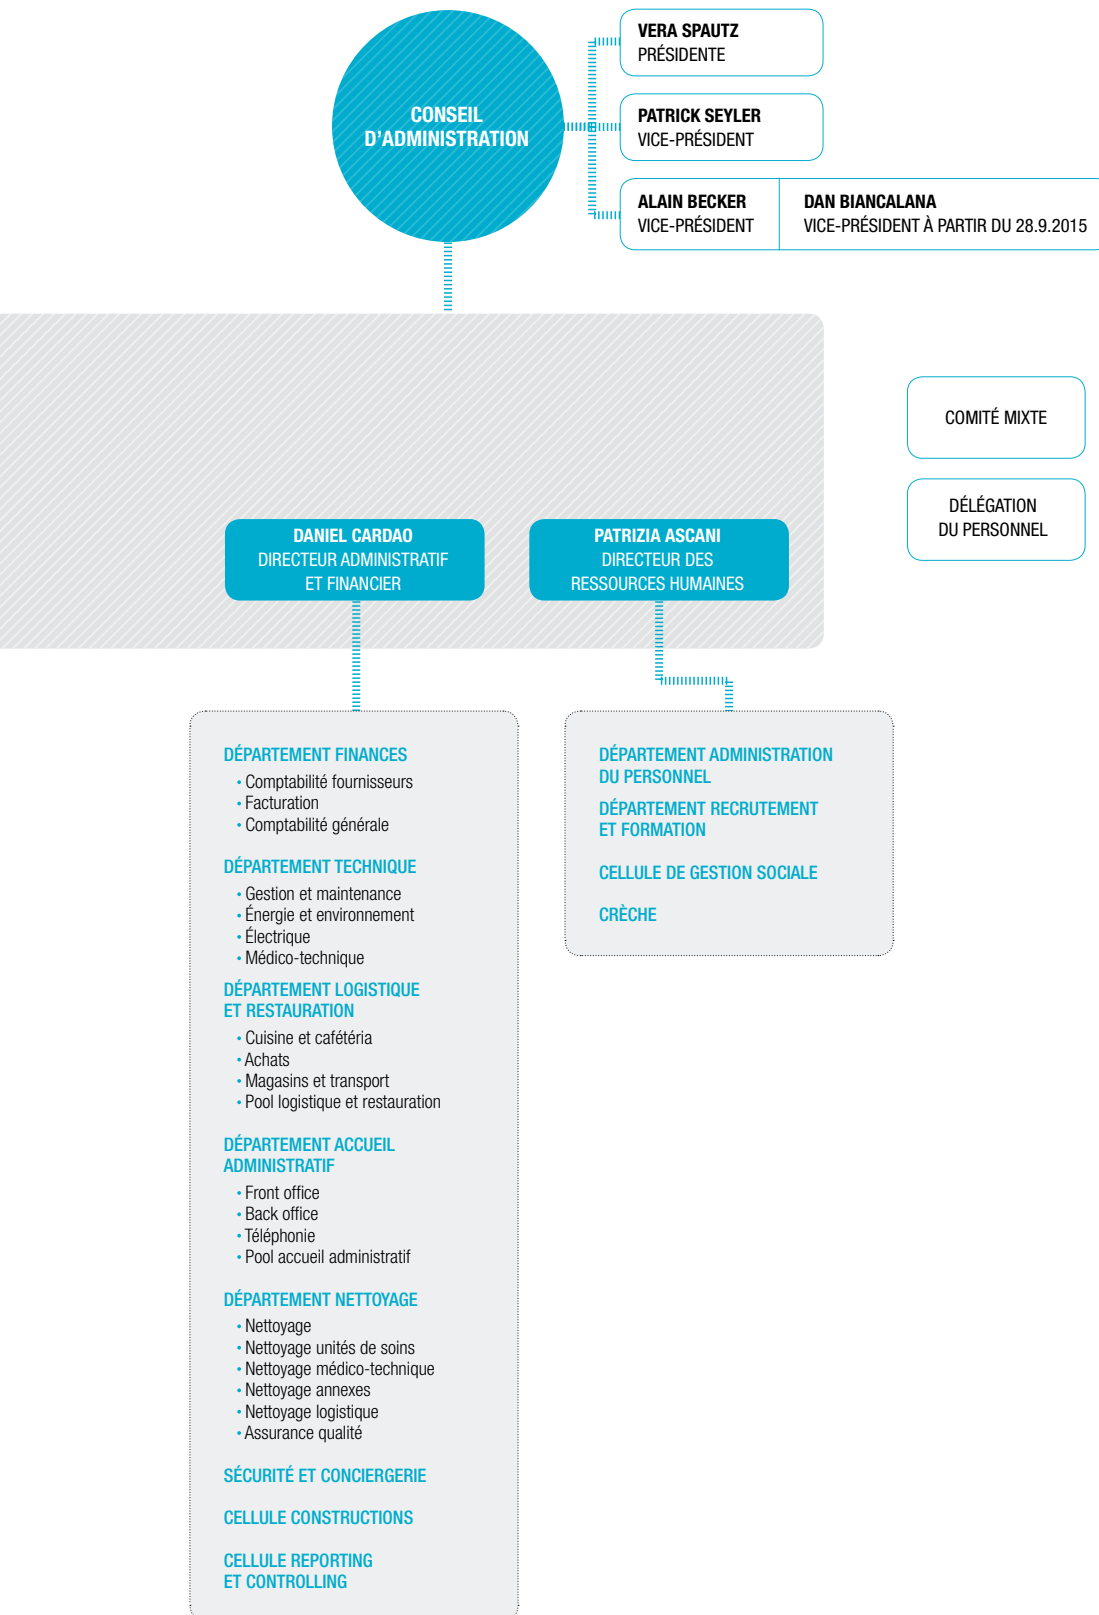 CONSEIL
D'ADMINISTRATION
VERA SPAUTZ
PRÉSIDENTE
PATRICK SEYLER
VICE-PRÉSIDENT
ALAIN BECKER
VICE-PRÉSIDENT
DAN BIANCALANA
VICE-PRÉSIDENT À PARTIR DU 28.9.2015
COMITÉ MIXTE
DÉLÉGATION
DU PERSONNEL
DANIEL CARDAO
DIRECTEUR ADMINISTRATIF
ET FINANCIER
PATRIZIA ASCANI
DIRECTEUR DES
RESSOURCES HUMAINES
DÉPARTEMENT FINANCES
• Comptabilité fournisseurs
• Facturation
• Comptabilité générale
DÉPARTEMENT TECHNIQUE
• Gestion et maintenance
• Énergie et environnement
• Électrique
• Médico-technique
DÉPARTEMENT LOGISTIQUE
ET RESTAURATION
• Cuisine et cafétéria
• Achats
• Magasins et transport
• Pool logistique et restauration
DÉPARTEMENT ACCUEIL
ADMINISTRATIF
• Front office
• Back office
• Téléphonie
• Pool accueil administratif
DÉPARTEMENT NETTOYAGE
• Nettoyage
• Nettoyage unités de soins
• Nettoyage médico-technique
• Nettoyage annexes
• Nettoyage logistique
• Assurance qualité
SÉCURITÉ ET CONCIERGERIE
CELLULE CONSTRUCTIONS
CELLULE REPORTING
ET CONTROLLING
DÉPARTEMENT ADMINISTRATION
DU PERSONNEL
DÉPARTEMENT RECRUTEMENT
ET FORMATION
CELLULE DE GESTION SOCIALE
CRÈCHE